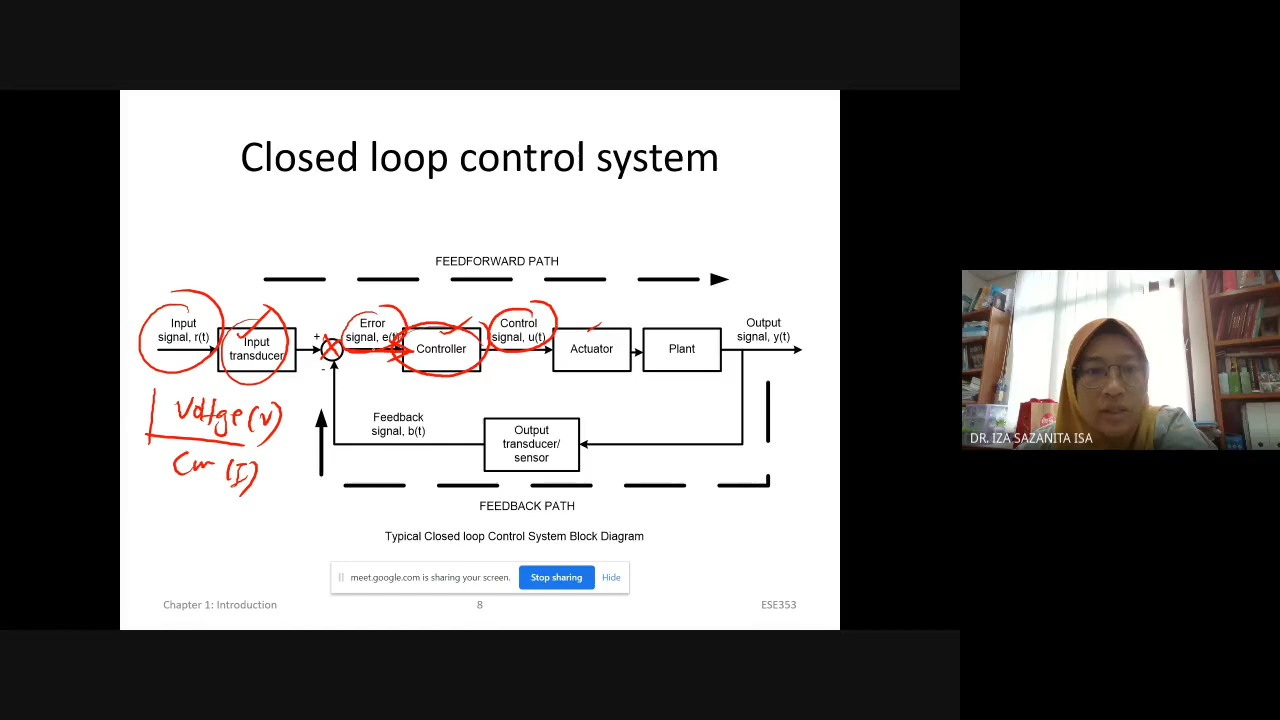 Closed loop control system
FEEDFORWARD PATH
Input
signal, r(t)
Input
transducer
+
-
Error
signal, e(t)
Controller
Control
signal, u(t)
Actuator
Plant
Output
signal, y(t)
Feedback
signal, b(t)
Output
transducer/
sensor
FEEDBACK PATH
(V)
(I)
Typical Closed loop Control System Block Diagram
meet.google.com is sharing your screen.
Stop sharing
Hide
Chapter 1: Introduction
8
ESE353
DR. IZA SAZANITA ISA